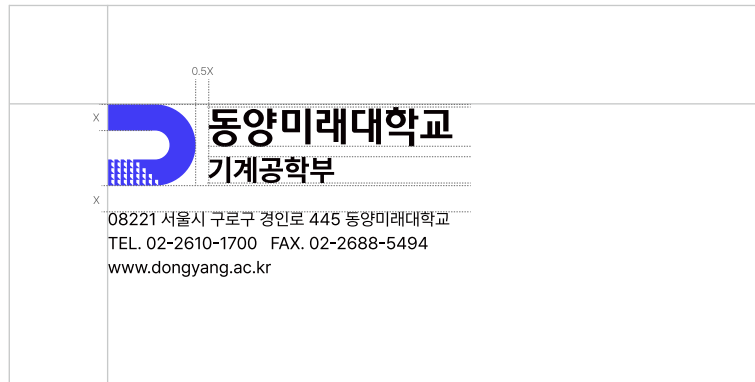 0.5X
X
동양미래대학교
기계공학부
X
08221 서울시 구로구 경인로 445 동양미래대학교
TEL. 02-2610-1700 FAX. 02-2688-5494
www.dongyang.ac.kr